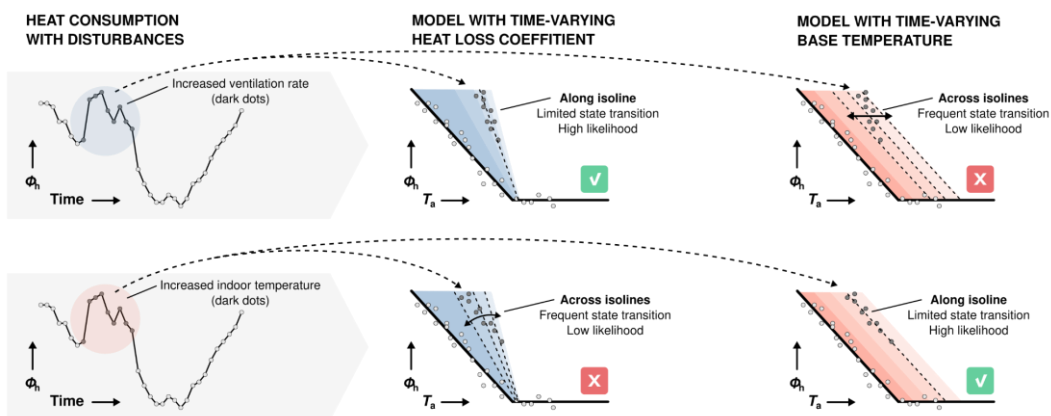 HEAT CONSUMPTION
WITH DISTURBANCES
MODEL WITH TIME-VARYING
HEAT LOSS COEFFITIENT
MODEL WITH TIME-VARYING
BASE TEMPERATURE
Increased ventilation rate
(dark dots)
Φh
Time
Along isoline
Limited state transition
High likelihood
Φh
Ta
√
Across isolines
Frequent state transition
Low likelihood
Φh
Ta
X
Increased indoor temperature
(dark dots)
Φh
Time
Across isolines
Frequent state transition
Low likelihood
Φh
Ta
X
Along isoline
Limited state transition
High likelihood
Φh
Ta
√